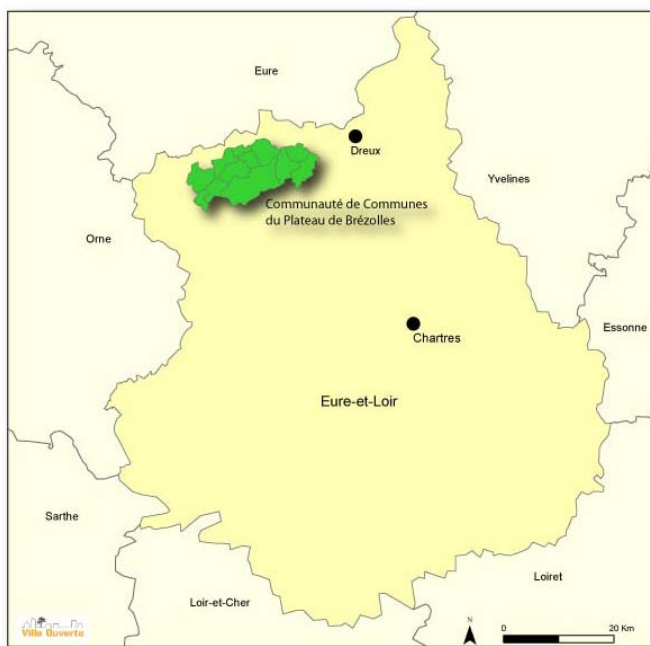 Eure
Dreux
Yvelines
Communauté de Communes
du Plateau de Brézolles
Orne
Chartres
Essonne
Eure-et-Loir
Sarthe
Loir-et-Cher
Loiret
Ville Ouverte
N
0 20 Km